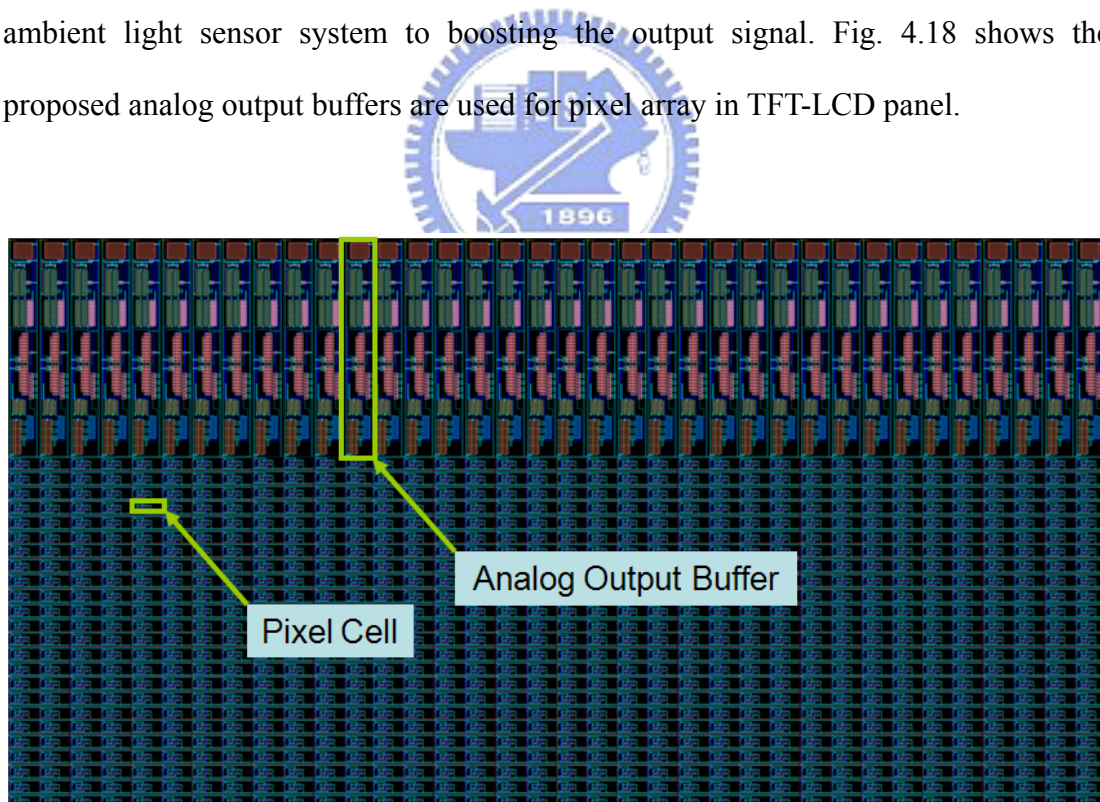 ambient light sensor system to boosting the output signal. Fig. 4.18 shows the
proposed analog output buffers are used for pixel array in TFT-LCD panel.
1896
Analog Output Buffer
Pixel Cell